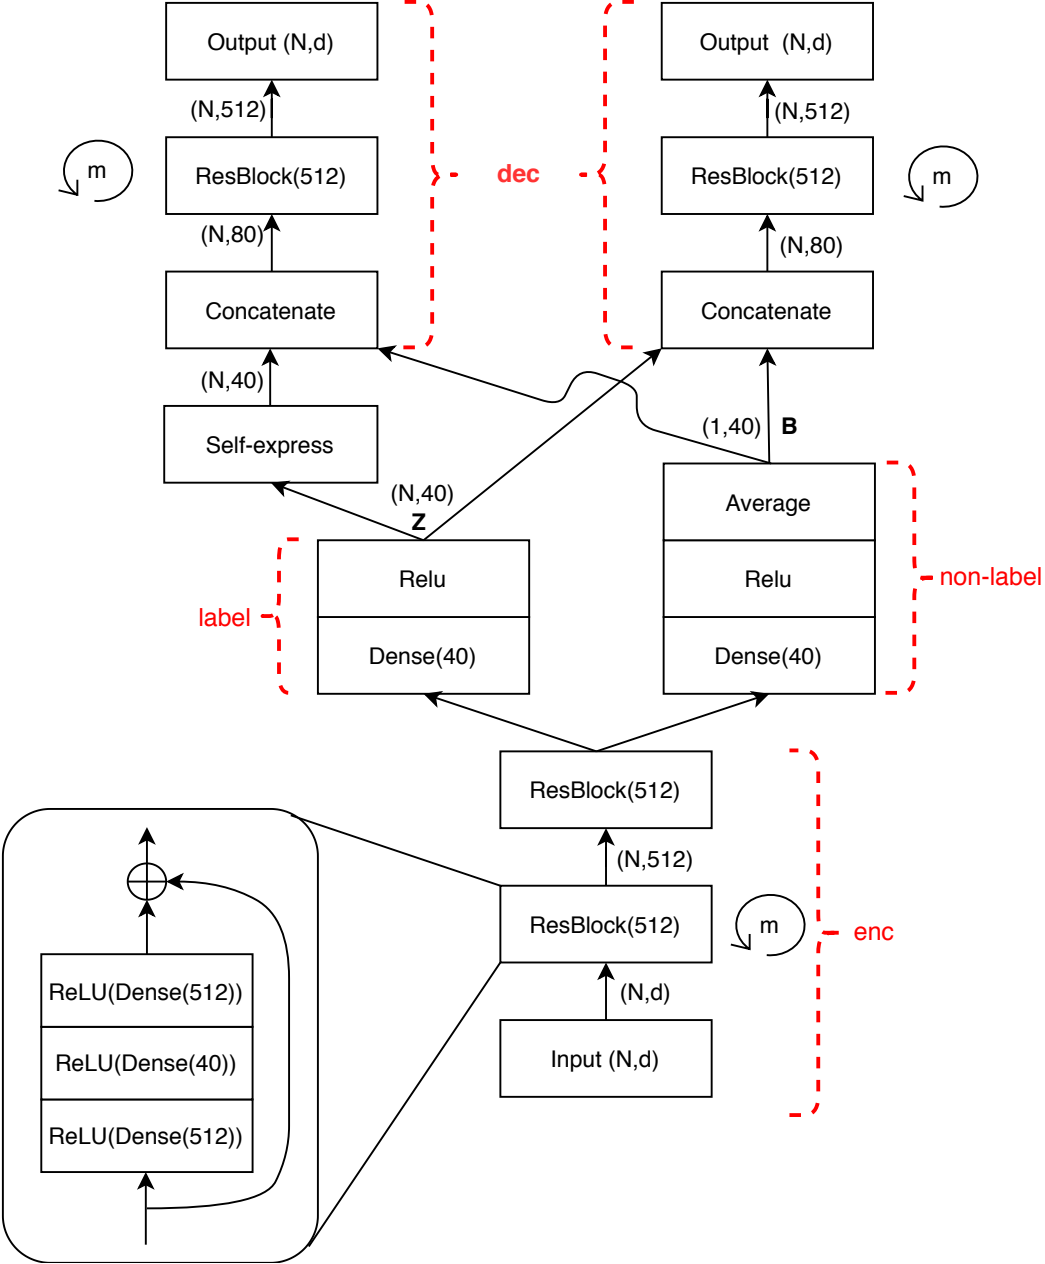 Output (N,d)
Output (N,d)
(N,512)
(N,512)
m
ResBlock(512)
dec
ResBlock(512)
m
(N,80)
(N,80)
Concatenate
Concatenate
(N,40)
(1,40) B
Self-express
(N,40)
Z
Average
Relu
Relu
non-label
label
Dense(40)
Dense(40)
ResBlock(512)
(N,512)
ResBlock(512)
m
enc
(N,d)
Input (N,d)
ReLU(Dense(512))
ReLU(Dense(40))
ReLU(Dense(512))